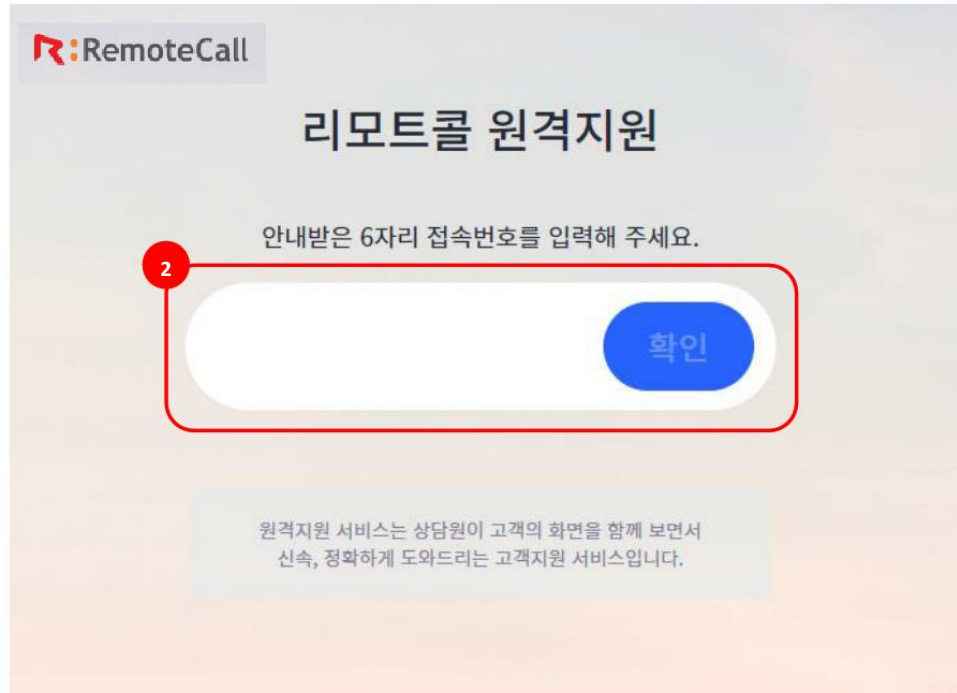 RemoteCall
리모트콜 원격지원
안내받은 6자리 접속번호를 입력해 주세요.
2
확인
원격지원 서비스는 상담원이 고객의 화면을 함께 보면서
신속, 정확하게 도와드리는 고객지원 서비스입니다.